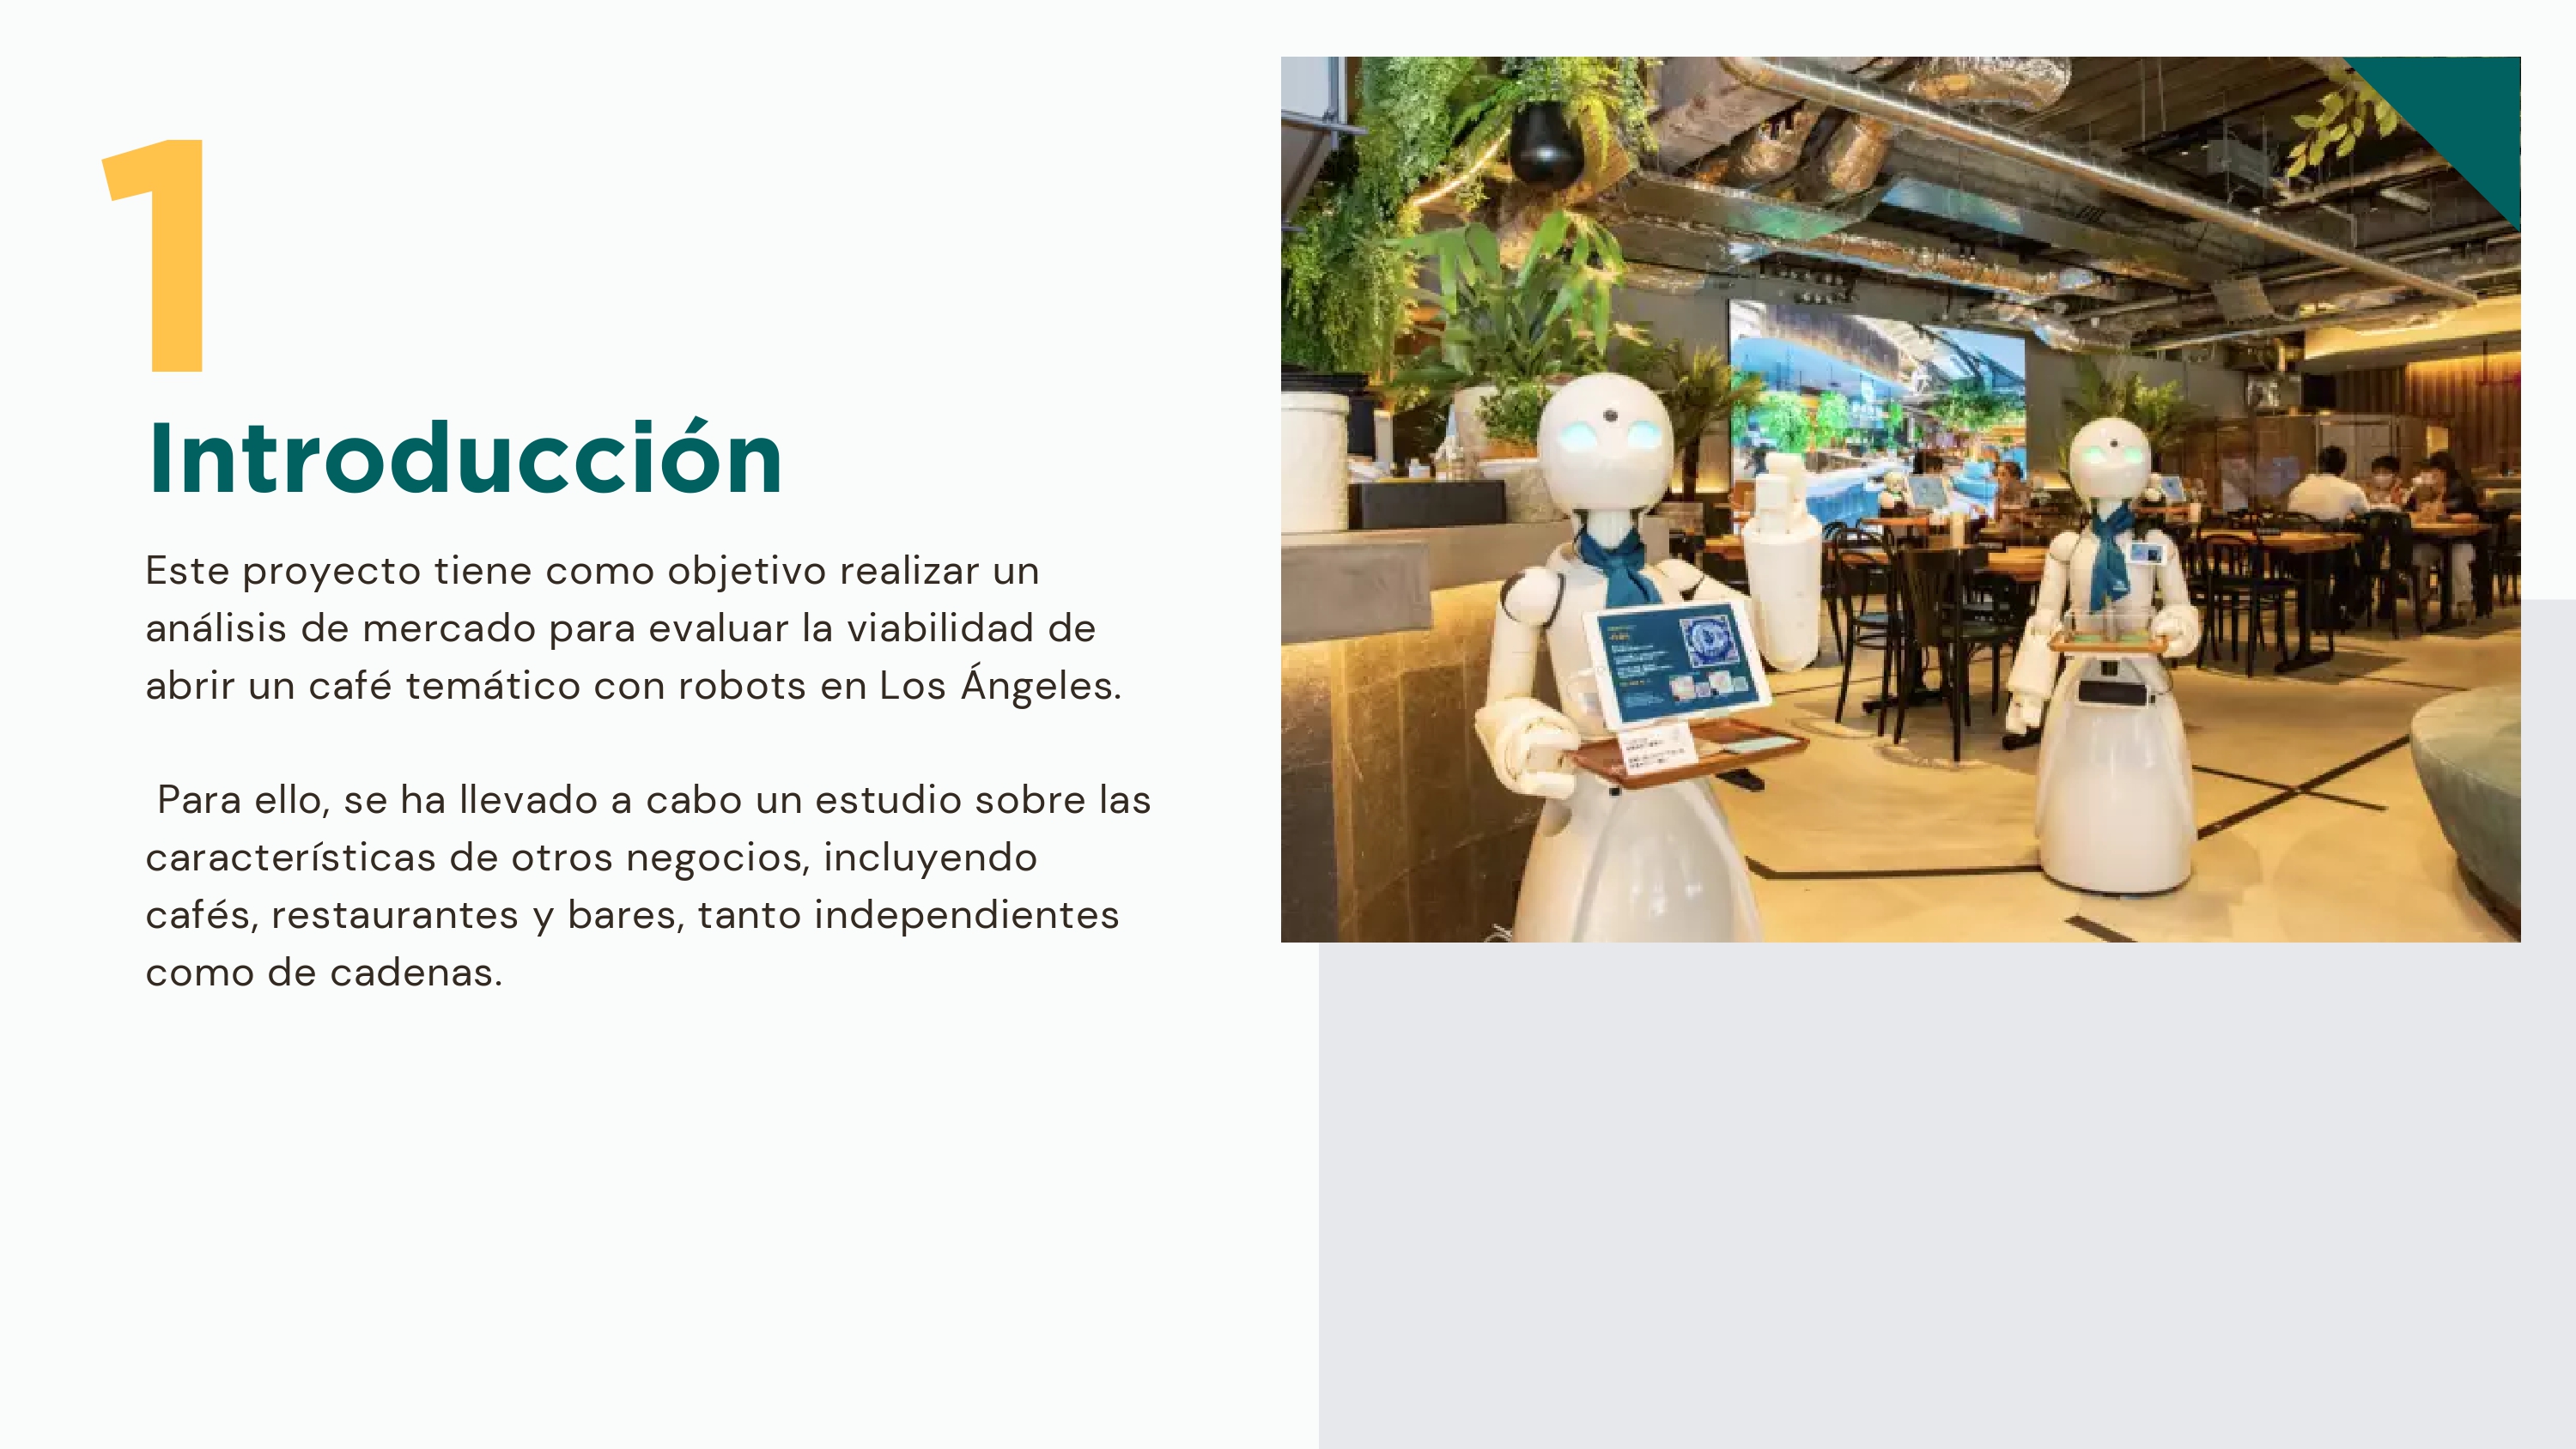 1
Introducción
Este proyecto tiene como objetivo realizar un
análisis de mercado para evaluar la viabilidad de
abrir un café temático con robots en Los Ángeles.
Para ello, se ha llevado a cabo un estudio sobre las
características de otros negocios, incluyendo
cafés, restaurantes y bares, tanto independientes
como de cadenas.